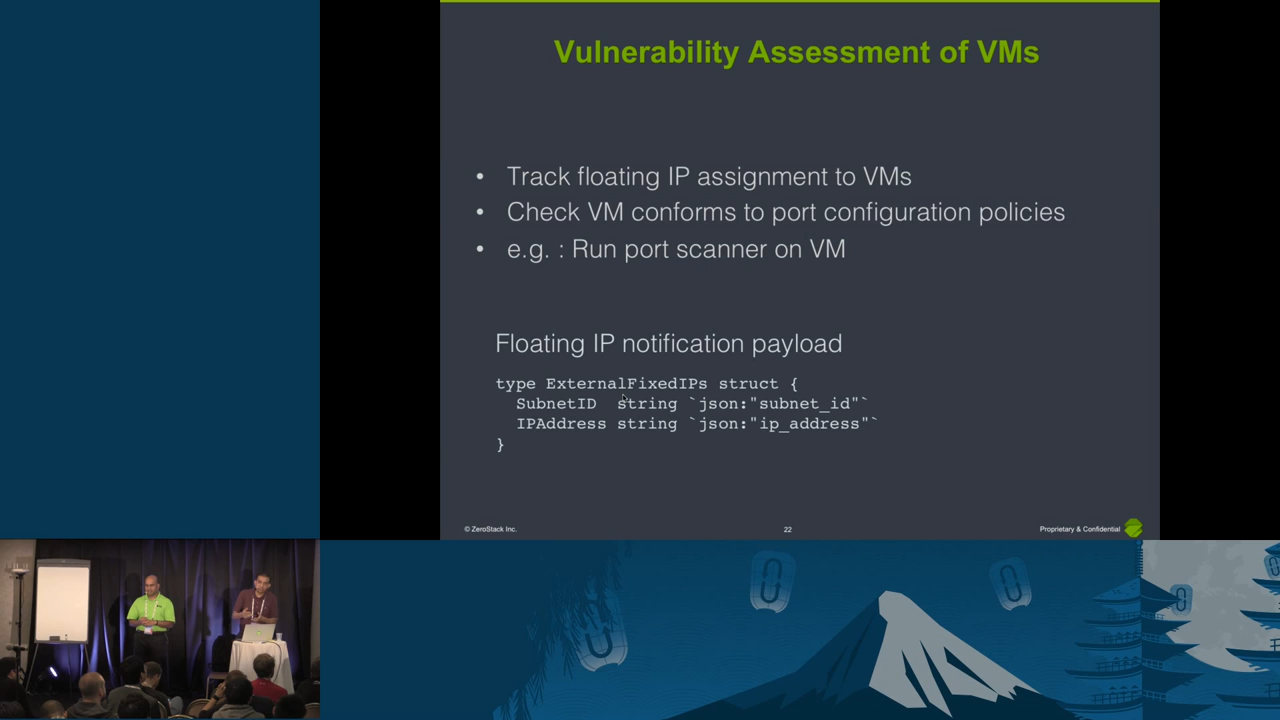 Vulnerability Assessment of VMs
• Track floating IP assignment to VMs
• Check VM conforms to port configuration policies
• e.g. : Run port scanner on VM
Floating IP notification payload
type ExternalFixedIPs struct {
  SubnetID  string `json:"subnet_id"`
  IPAddress string `json:"ip_address"`
}
© ZeroStack Inc.
22
Proprietary & Confidential